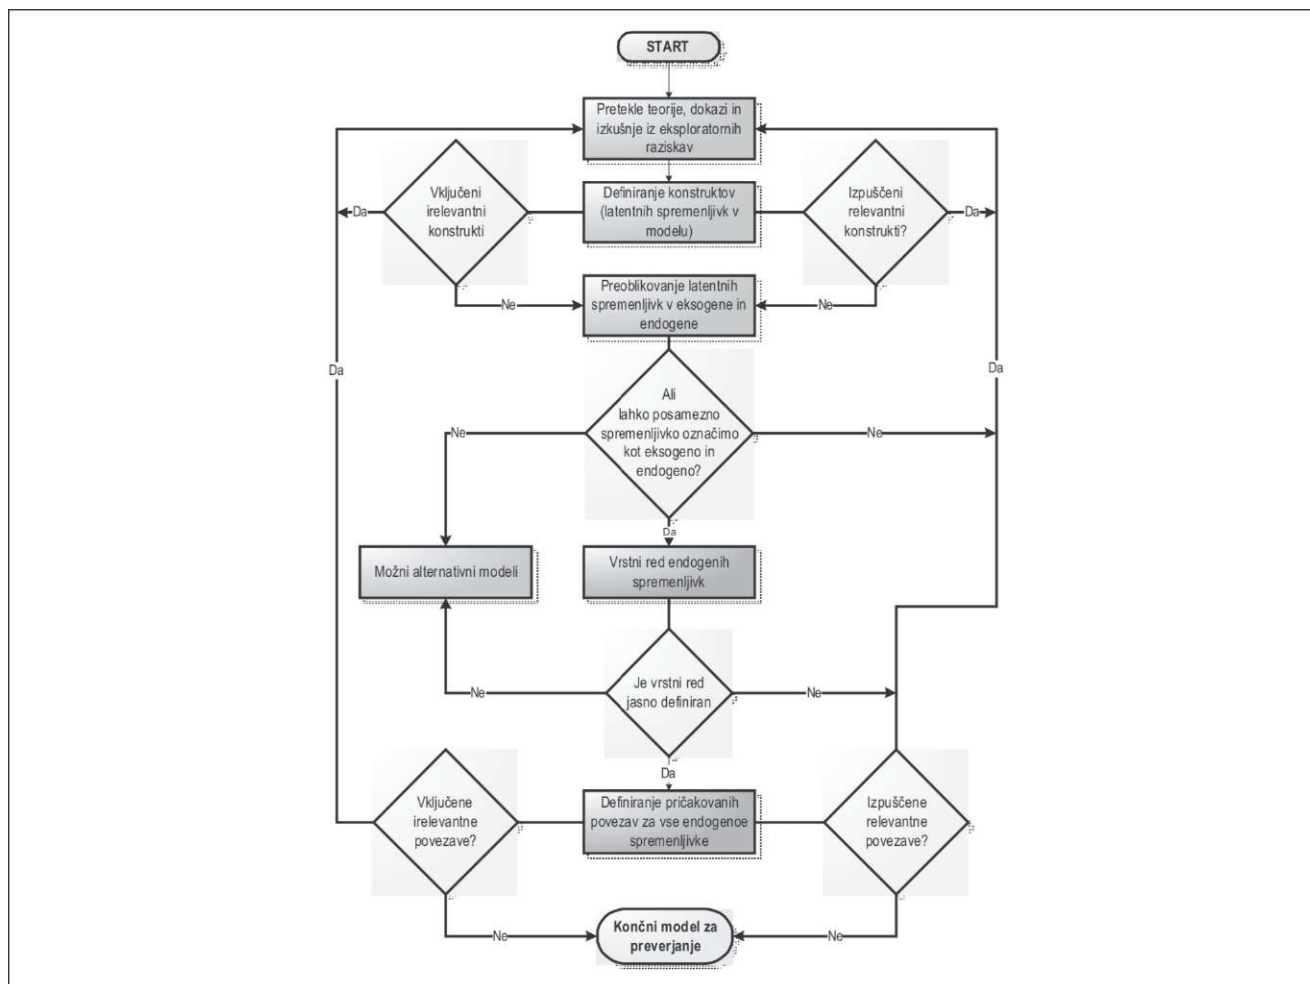 START
Pretekle teorije, dokazi in
izkušnje iz eksploratornih
raziskav
Vključeni
irelevantni
konstrukti
Definiranje konstruktov
(latentnih spremenljivk v
modelu)
Izpuščeni
relevantni
konstrukti?
Da
Da
Preoblikovanje latentnih
spremenljivk v eksogene in
endogene
Ne
Ne
Da
Da
Ali
lahko posamezno
spremenljivko označimo
kot eksogeno in
endogeno?
Ne
Ne
Da
Možni alternativni modeli
Vrstni red endogenih
spremenljivk
Je vrstni red
jasno definiran
Ne
Ne
Da
Vključene
irelevantne
povezave?
Definiranje pričakovanih
povezav za vse endogenoe
spremenljivke
Izpuščene
relevantne
povezave?
Ne
Končni model za
preverjanje
Ne